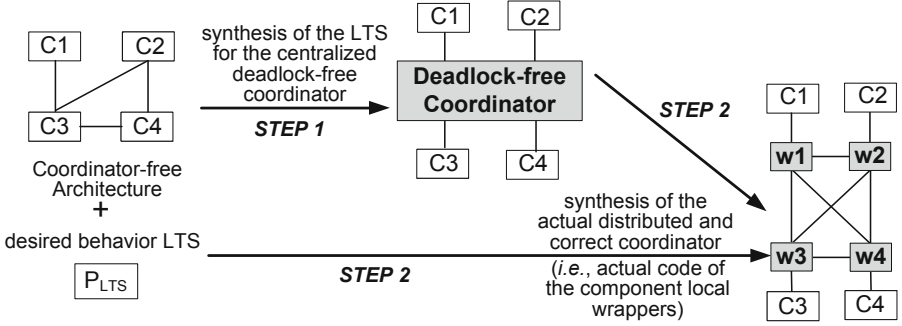 C1
C2
C3
C4
Coordinator-free
Architecture
+
desired behavior LTS
PLTS
synthesis of the LTS
for the centralized
deadlock-free
coordinator
STEP 1
C1
C2
Deadlock-free
Coordinator
C3
C4
STEP 2
STEP 2
synthesis of the
actual distributed and
correct coordinator
(i.e., actual code of
the component local
wrappers)
C1
C2
w1
w2
w3
w4
C3
C4